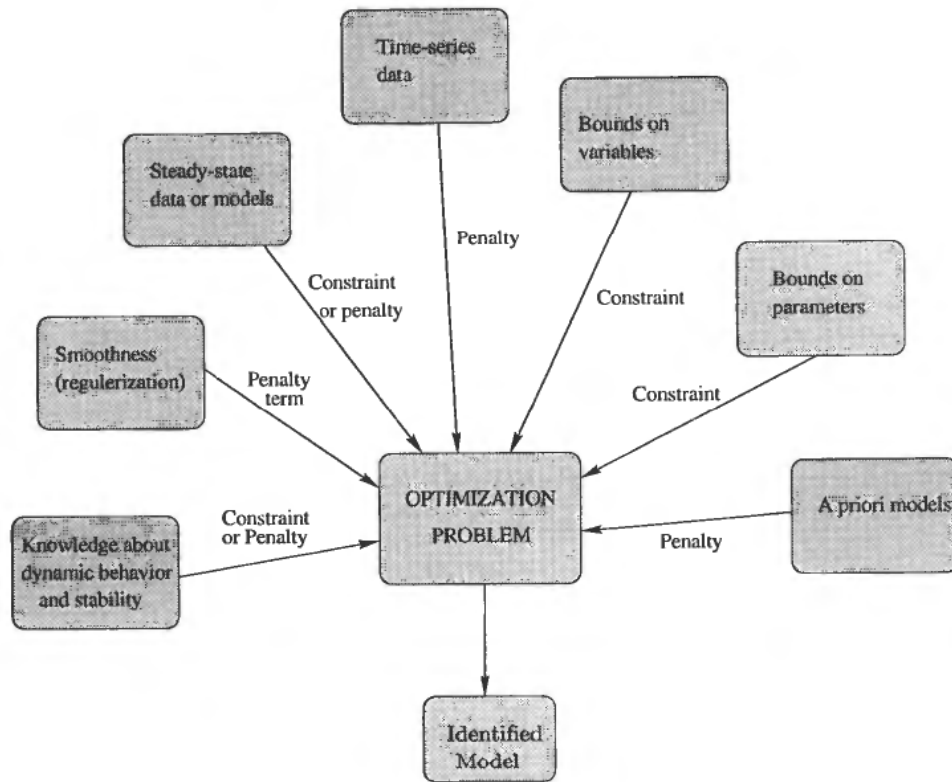 Time-series
data
Bounds on
variables
Steady-state
data or models
Penalty
Bounds on
parameters
Constraint
or penalty
Constraint
Smoothness
(regulerization)
Penalty
term
Constraint
OPTIMIZATION
PROBLEM
A priori models
Constraint
or Penalty
Penalty
Knowledge about
dynamic behavior
and stability
Identified
Model